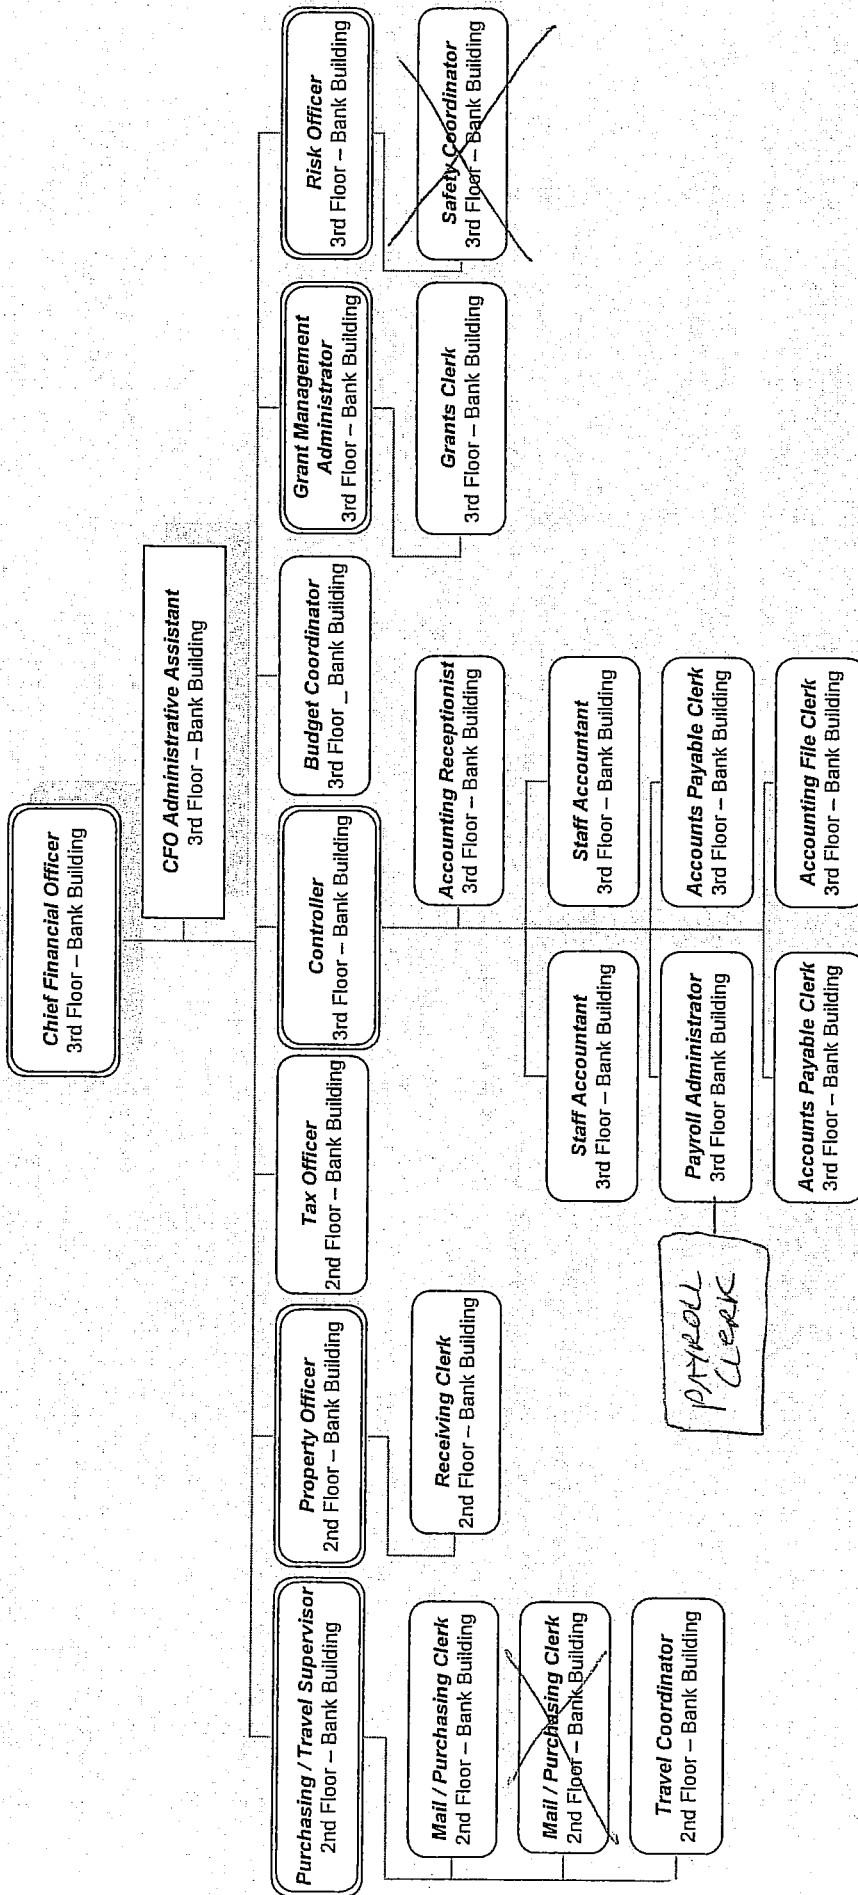 Chief Financial Officer
3rd Floor – Bank Building
CFO Administrative Assistant
3rd Floor – Bank Building
Purchasing / Travel Supervisor
2nd Floor – Bank Building
Property Officer
2nd Floor – Bank Building
Tax Officer
2nd Floor – Bank Building
Controller
3rd Floor – Bank Building
Budget Coordinator
3rd Floor _ Bank Building
Grant Management
Administrator
3rd Floor – Bank Building
Risk Officer
3rd Floor – Bank Building
Mail / Purchasing Clerk
2nd Floor – Bank Building
Receiving Clerk
2nd Floor – Bank Building
Accounting Receptionist
3rd Floor – Bank Building
Grants Clerk
3rd Floor – Bank Building
Safety Coordinator
3rd Floor – Bank Building
Mail / Purchasing Clerk
2nd Floor – Bank Building
Staff Accountant
3rd Floor – Bank Building
Staff Accountant
3rd Floor – Bank Building
Travel Coordinator
2nd Floor – Bank Building
PAYROLL
CLERK
Payroll Administrator
3rd Floor Bank Building
Accounts Payable Clerk
3rd Floor – Bank Building
Accounts Payable Clerk
3rd Floor – Bank Building
Accounting File Clerk
3rd Floor – Bank Building